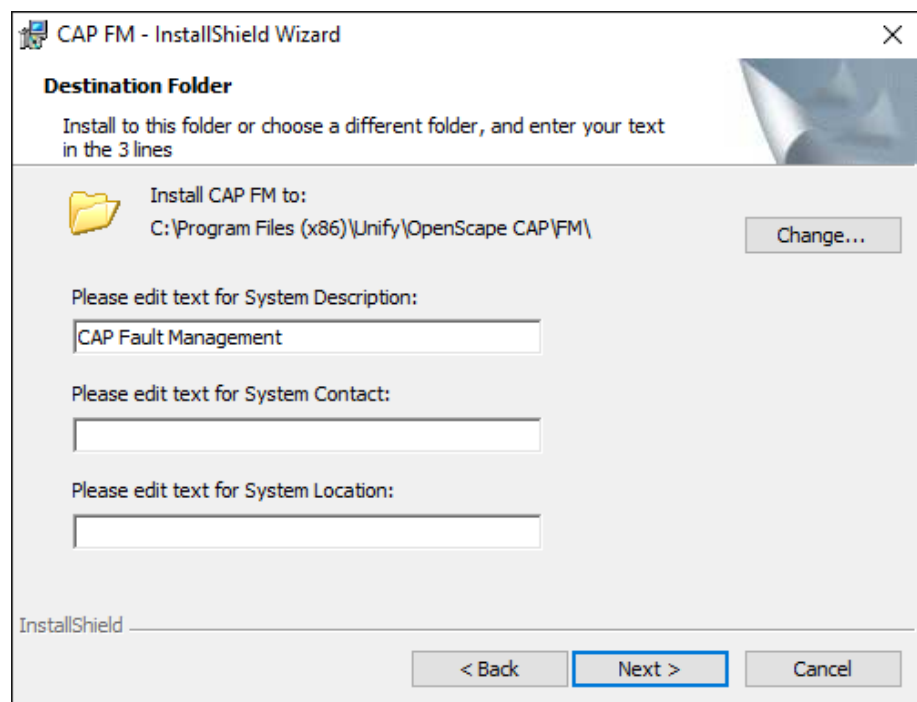 CAP FM - InstallShield Wizard
Destination Folder
Install to this folder or choose a different folder, and enter your text
in the 3 lines
Install CAP FM to:
C:\Program Files (x86)\Unify\OpenScape CAP\FM\
Change...
Please edit text for System Description:
CAP Fault Management
Please edit text for System Contact:
Please edit text for System Location:
InstallShield
< Back
Next >
Cancel